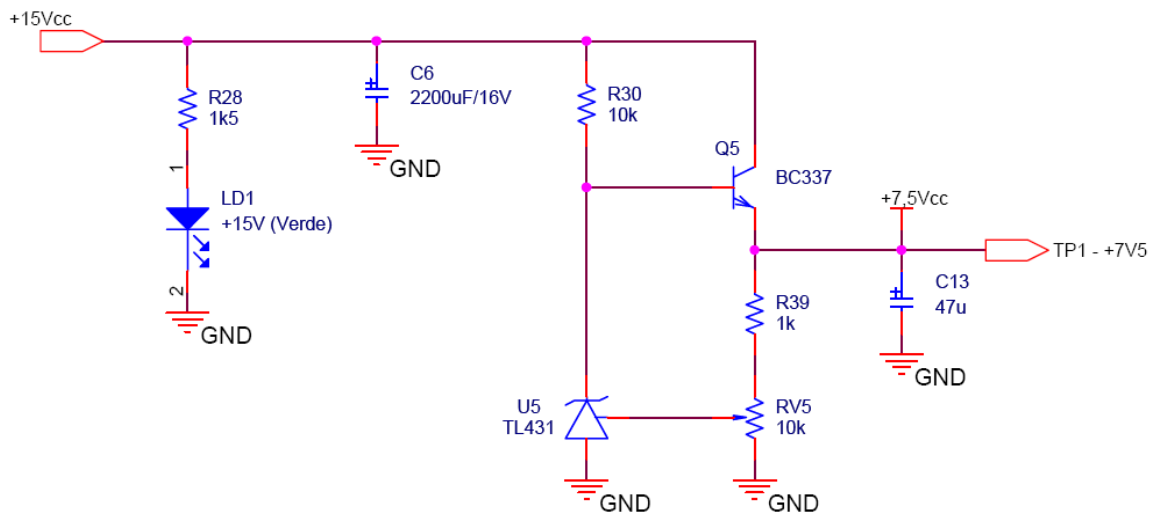 +15Vcc
R28
1k5
C6
2200uF/16V
GND
R30
10k
Q5
BC337
1
LD1
+15V (Verde)
2
GND
+7,5Vcc
TP1 - +7V5
C13
47u
GND
R39
1k
U5
TL431
RV5
10k
GND
GND